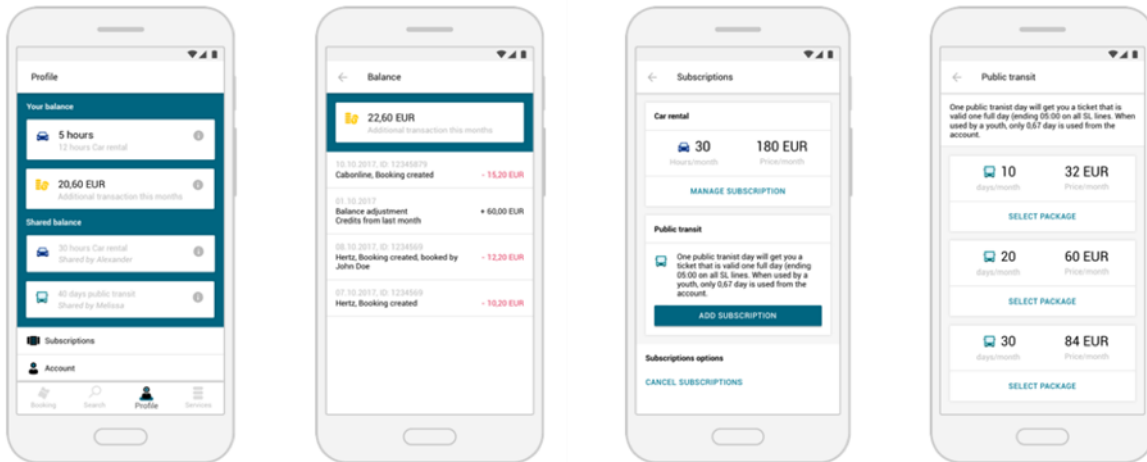 Profile
Your balance
5 hours
12 hours Car rental
20,60 EUR
Additional transaction this months
Shared balance
30 hours Car rental
Shared by Alexander
40 days public transit
Shared by Melissa
Subscriptions
Account
Booking
Search
Profile
Services
Balance
22,60 EUR
Additional transaction this months
10.10.2017, ID: 12345879
Cabonline, Booking created
- 15,20 EUR
01.10.2017
Balance adjustment
+ 60,00 EUR
Credits from last month
08.10.2017, ID: 1234569
Hertz, Booking created, booked by
- 12,20 EUR
John Doe
07.10.2017, ID: 1234569
Hertz, Booking created
- 10,20 EUR
Subscriptions
Car rental
30
180 EUR
Hours/month
Price/month
MANAGE SUBSCRIPTION
Public transit
One public tranist day will get you a
ticket that is valid one full day (ending
05:00 on all SL lines. When used by a
youth, only 0,67 day is used from the
account.
ADD SUBSCRIPTION
Subscriptions options
CANCEL SUBSCRIPTIONS
Public transit
One public tranist day will get you a ticket that is
valid one full day (ending 05:00 on all SL lines. When
used by a youth, only 0,67 day is used from the
account.
10
32 EUR
days/month
Price/month
SELECT PACKAGE
20
60 EUR
days/month
Price/month
SELECT PACKAGE
30
84 EUR
days/month
Price/month
SELECT PACKAGE